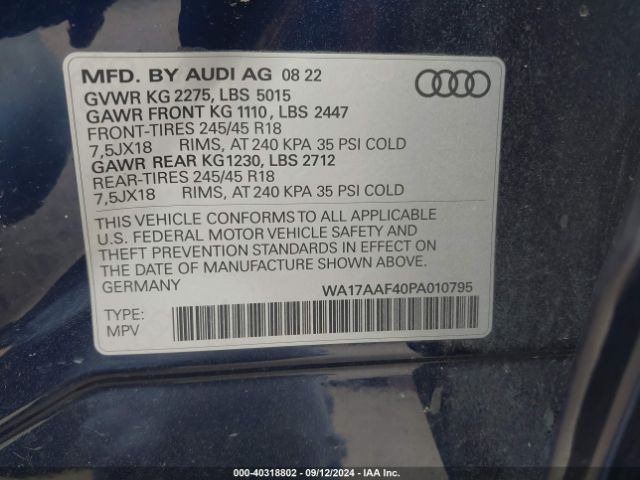 MFD. BY AUDI AG 08 22
GVWR KG 2275, LBS 5015
GAWR FRONT KG 1110, LBS 2447
FRONT-TIRES 245/45 R18
7,5JX18 RIMS, AT 240 KPA 35 PSI COLD
GAWR REAR KG1230, LBS 2712
REAR-TIRES 245/45 R18
7,5JX18 RIMS, AT 240 KPA 35 PSI COLD
THIS VEHICLE CONFORMS TO ALL APPLICABLE
U.S. FEDERAL MOTOR VEHICLE SAFETY AND
THEFT PREVENTION STANDARDS IN EFFECT ON
THE DATE OF MANUFACTURE SHOWN ABOVE.
GERMANY
WA17AAF40PA010795
TYPE:
MPV
000-40318802 - 09/12/2024 - IAA Inc.